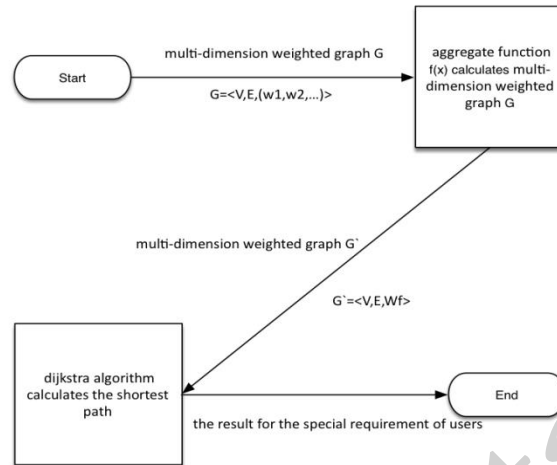 multi-dimension weighted graph G
Start
G=<V,E,(w1,w2,...)>
aggregate function
f(x) calculates multi-
dimension weighted
graph G
multi-dimension weighted graph G`
G`=<V,E,Wf>
dijkstra algorithm
calculates the shortest
path
End
the result for the special requirement of users